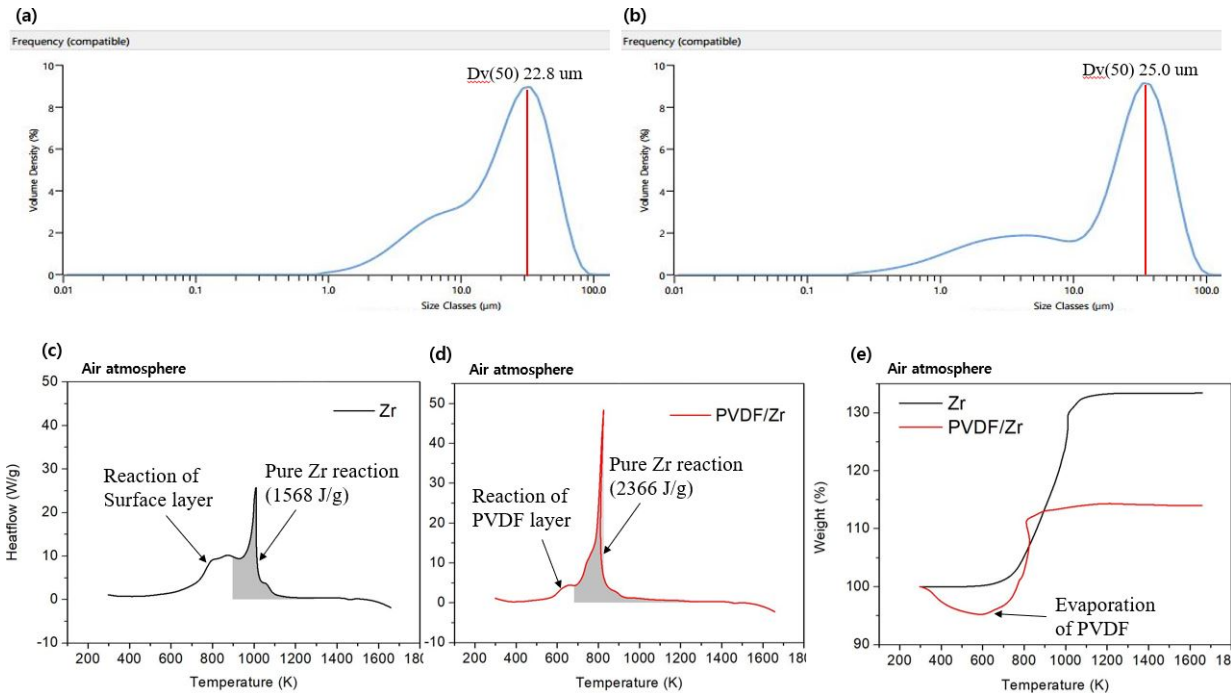 (a)
Frequency (compatible)
Dv(50) 22.8 um
10
8
6
4
2
0
Volume Density (%)
0.01
0.1
1.0
10.0
100.0
Size Classes (µm)
(b)
Frequency (compatible)
Dv(50) 25.0 um
10
8
6
4
2
0
Volume Density (%)
0.01
0.1
1.0
10.0
100.0
Size Classes (µm)
(c)
Air atmosphere
50
40
30
20
10
0
-10
Heatflow (W/g)
Zr
Reaction of
Surface layer
Pure Zr reaction
(1568 J/g)
200 400 600 800 1000 1200 1400 1600 180
Temperature (K)
(d)
Air atmosphere
50
40
30
20
10
0
-10
PVDF/Zr
Reaction of
PVDF layer
Pure Zr reaction
(2366 J/g)
200 400 600 800 1000 1200 1400 1600 180
Temperature (K)
(e)
Air atmosphere
130
120
110
100
90
Weight (%)
Zr
PVDF/Zr
Evaporation
of PVDF
200 400 600 800 1000 1200 1400 1600 180
Temperature (K)